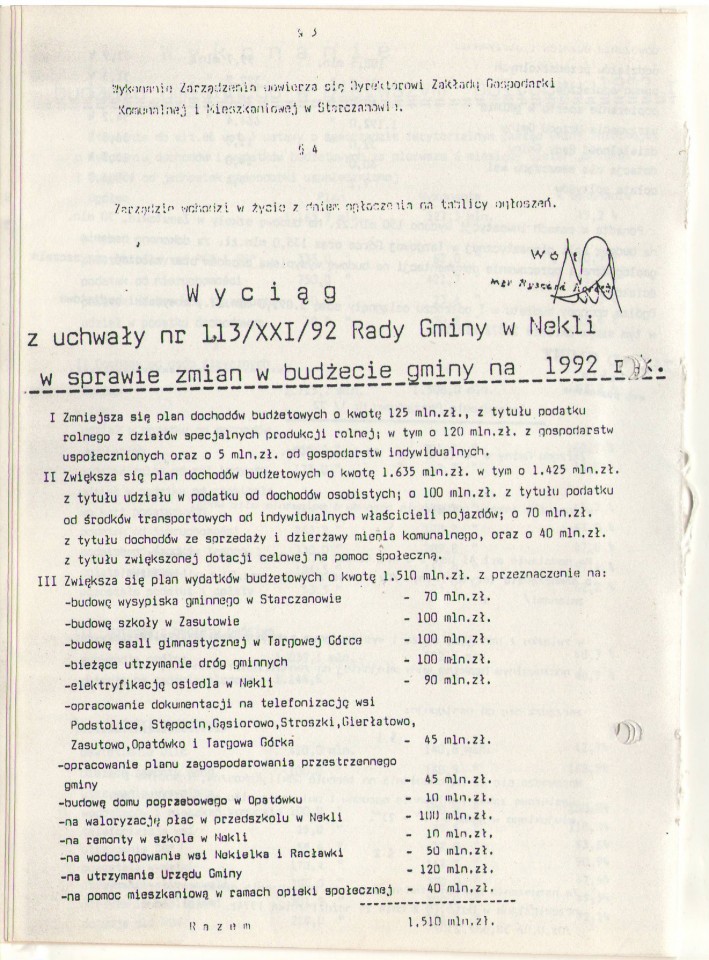 § 3
Wykonanie Zarządzenia powierza się Dyrektorowi Zakładu Gospodarki
Komunalnej i Mieszkaniowej w Starczanowie.
§ 4
Zarządzenie wchodzi w życie z dniem ogłoszenia na tablicy ogłoszeń.
Wójt
mgr Ryszard
Wyciąg
z uchwały nr 113/XXI/92 Rady Gminy w Nekli
w sprawie zmian w budżecie gminy na 1992 rok.
I Zmniejsza się plan dochodów budżetowych o kwotę 125 mln.zł., z tytułu podatku
rolnego z działów specjalnych produkcji rolnej; w tym o 120 mln.zł. z gospodarstw
uspołecznionych oraz o 5 mln.zł. od gospodarstw indywidualnych.
II Zwiększa się plan dochodów budżetowych o kwotę 1.635 mln.zł. w tym o 1.425 mln.zł.
z tytułu udziału w podatku od dochodów osobistych; o 100 mln.zł. z tytułu podatku
od środków transportowych od indywidualnych właścicieli pojazdów; o 70 mln.zł.
z tytułu dochodów ze sprzedaży i dzierżawy mienia komunalnego, oraz o 40 mln.zł.
z tytułu zwiększonej dotacji celowej na pomoc społeczną.
III Zwiększa się plan wydatków budżetowych o kwotę 1.510 mln.zł. z przeznaczenie na:
-budowę wysypiska gminnego w Starczanowie - 70 mln.zł.
-budowę szkoły w Zasutowie - 100 mln.zł.
-budowę saali gimnastycznej w Targowej Górce - 100 mln.zł.
-bieżące utrzymanie dróg gminnych - 100 mln.zł.
-elektryfikację osiedla w Nekli - 90 mln.zł.
-opracowanie dokumentacji na telefonizację wsi
Podstolice, Stępocin,Gąsiorowo,Stroszki,Gierłatowo,
Zasutowo,Opatówko i Targowa Górka - 45 mln.zł.
-opracowanie planu zagospodarowania przestrzennego
gminy - 45 mln.zł.
-budowę domu pogrzebowego w Opatówku - 10 mln.zł.
-na waloryzację płac w przedszkolu w Nekli - 100 mln.zł.
-na remonty w szkole w Nekli - 10 mln.zł.
-na wodociągowanie wsi Nekielka i Racławki - 50 mln.zł.
-na utrzymanie Urzędu Gminy - 120 mln.zł.
-na pomoc mieszkaniową w ramach opieki społecznej - 40 mln.zł.
Razem 1.510 mln.zł.